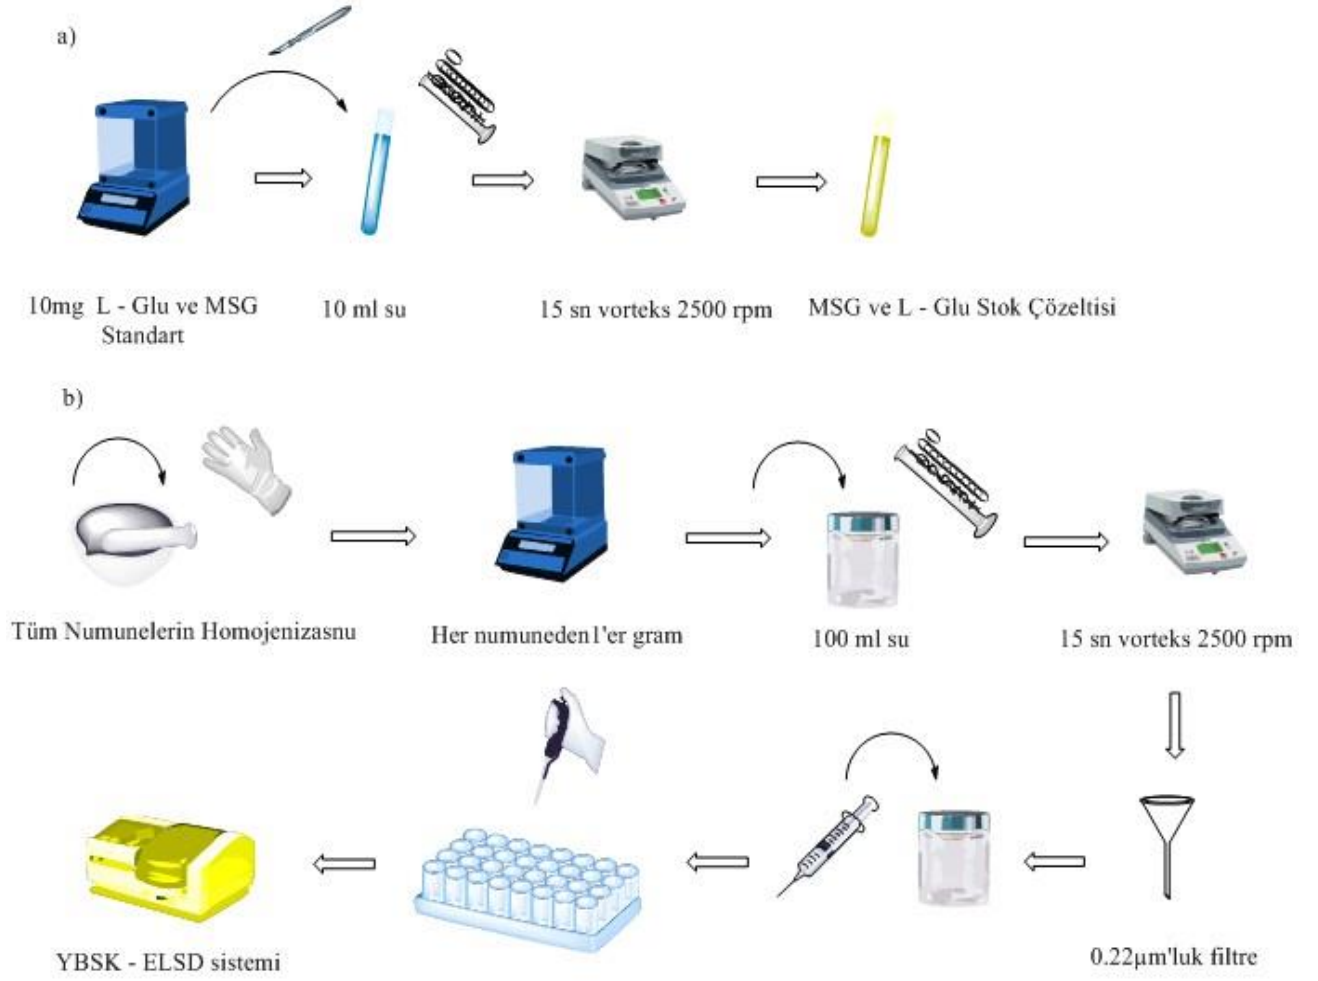 a)
10mg L - Glu ve MSG
Standart
10 ml su
15 sn vorteks 2500 rpm
MSG ve L - Glu Stok Çözeltisi
b)
Tüm Numunelerin Homojenizasnu
Her numuneden 1'er gram
100 ml su
15 sn vorteks 2500 rpm
YBSK - ELSD sistemi
0.22µm'luk filtre